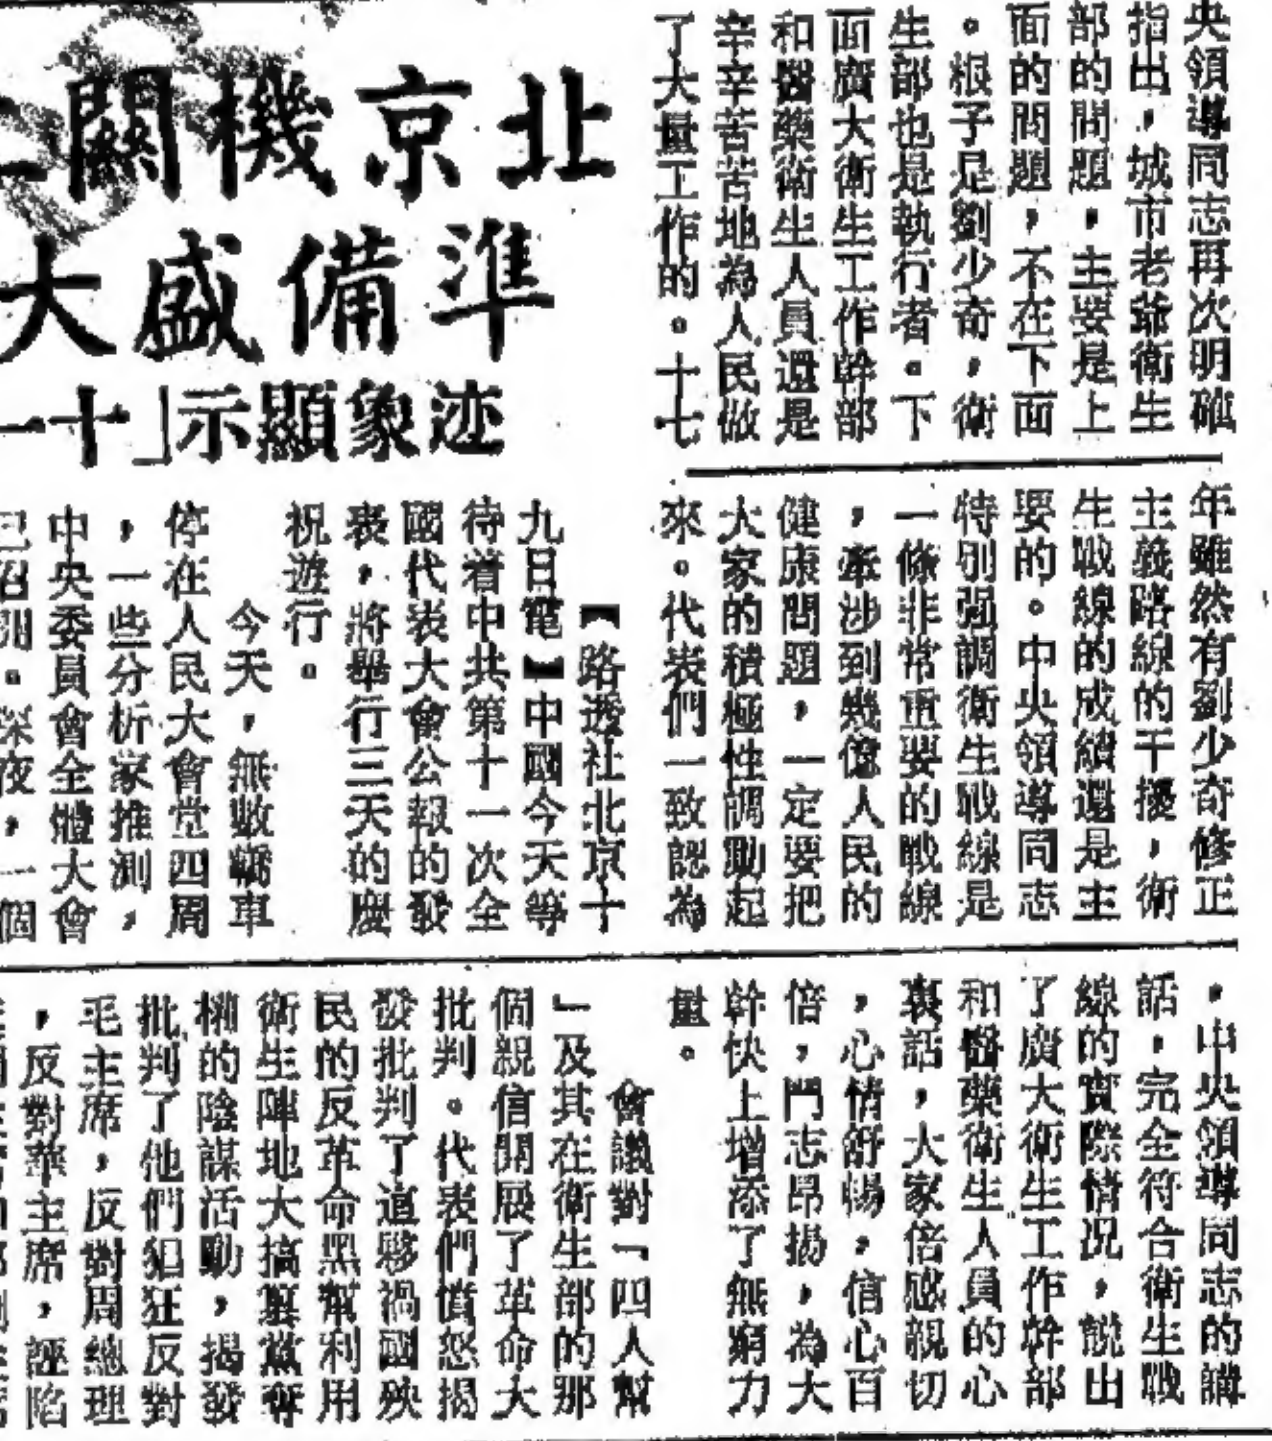 央領導同志再次明確
指出，城市老爺衛生
部的問題，主要是上
面的問題，不在下面
。根子是劉少奇，衛
生部也是執行者。下
面廣大衛生工作幹部
和醫藥衛生人員還是
辛辛苦苦地為人民做
了大量工作的。十七
年雖然有劉少奇修正
主義路線的干擾，衛
生戰線的成績還是主
要的。中央領導同志
特別强調衛生戰線是
一條非常重要的戰線
，牽涉到幾億人民的
健康問題，一定要把
大家的積極性調動起
來。代表們一致認為
，中央領導同志的講
話，完全符合衛生戰
線的實際情況，說出
了廣大衛生工作幹部
和醫藥衛生人員的心
裏話，大家倍感親切
，心情舒暢，信心百
倍，鬥志昂揚，為大
幹快上增添了無窮力
量。
會議對「四人幫
」及其在衛生部的那
個親信開展了革命大
批判。代表們憤怒揭
發批判了這夥禍國殃
民的反革命黑幫利用
衛生陣地大搞篡黨奪
權的陰謀活動，揭發
批判了他們猖狂反對
毛主席，反對周總理
，反對華主席，誣陷
北京機關
準備盛大
迹象顯示「十一
【路透社北京十
九日電】中國今天等
待着中共第十一次全
國代表大會公報的發
表，將舉行三天的慶
祝遊行。
今天，無數轎車
停在人民大會堂四周
，一些分析家推測，
中央委員會全體大會
已召開。深夜，一個